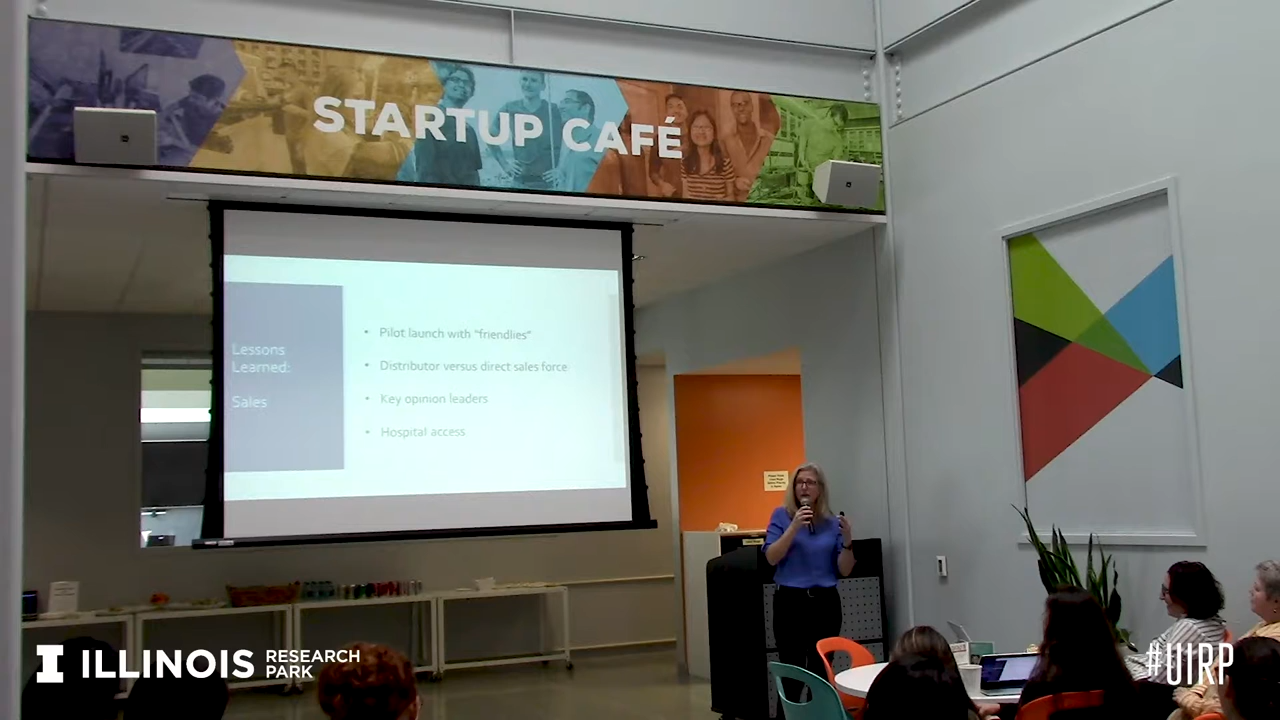 STARTUP CAFÉ
Lessons
Learned:
Sales
• Pilot launch with "friendlies"
• Distributor versus direct sales force
• Key opinion leaders
• Hospital access
ILLINOIS RESEARCH
PARK
#UIRP